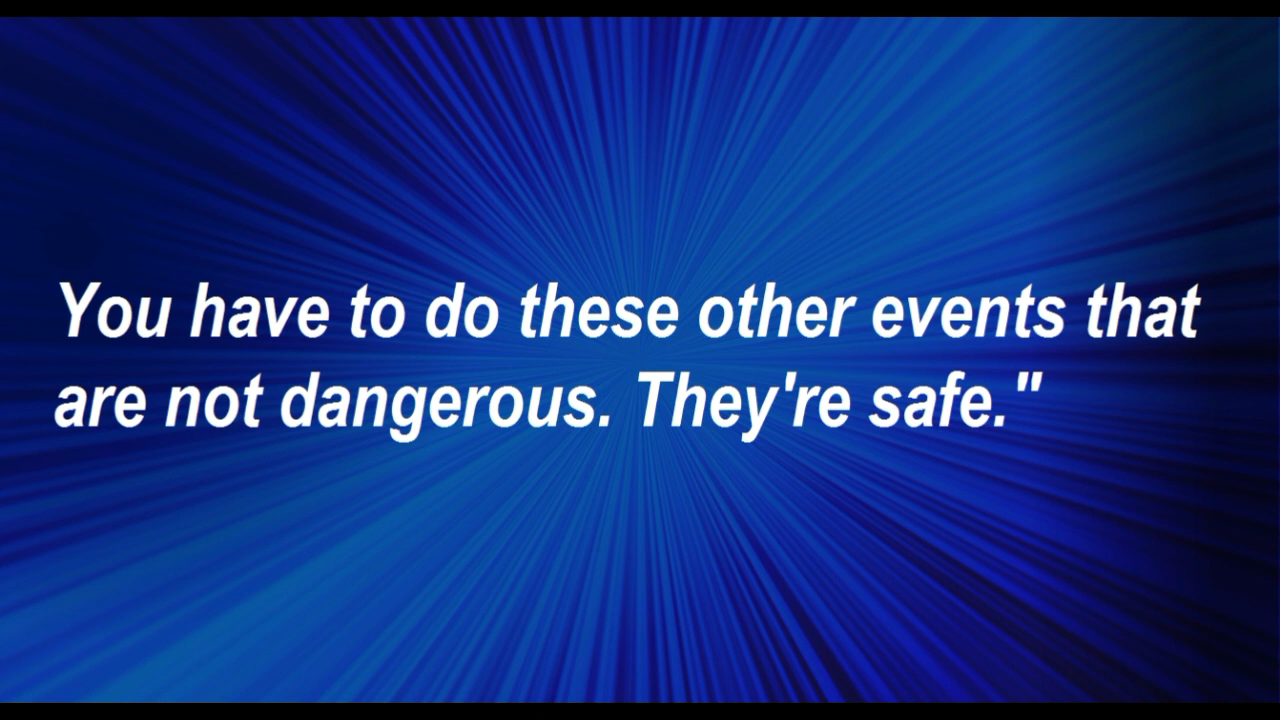 You have to do these other events that
are not dangerous. They're safe."